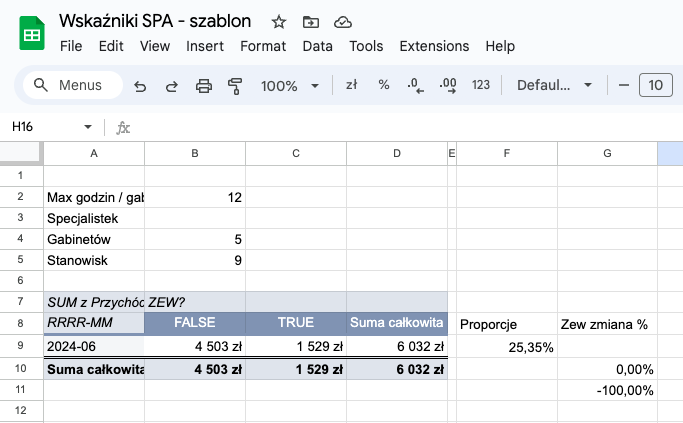 Wskaźniki SPA - szablon
File Edit View Insert Format Data Tools Extensions Help
Menus 100% zł % .0 .00 123 Defaul... 10
H16 fx
A B C D E F G
1
2 Max godzin / gab 12
3 Specjalistek
4 Gabinetów 5
5 Stanowisk 9
6
7 SUM z Przychóc ZEW?
8 RRRR-MM FALSE TRUE Suma całkowita Proporcje Zew zmiana %
9 2024-06 4 503 zł 1 529 zł 6 032 zł 25,35%
10 Suma całkowita 4 503 zł 1 529 zł 6 032 zł 0,00%
11 -100,00%
12